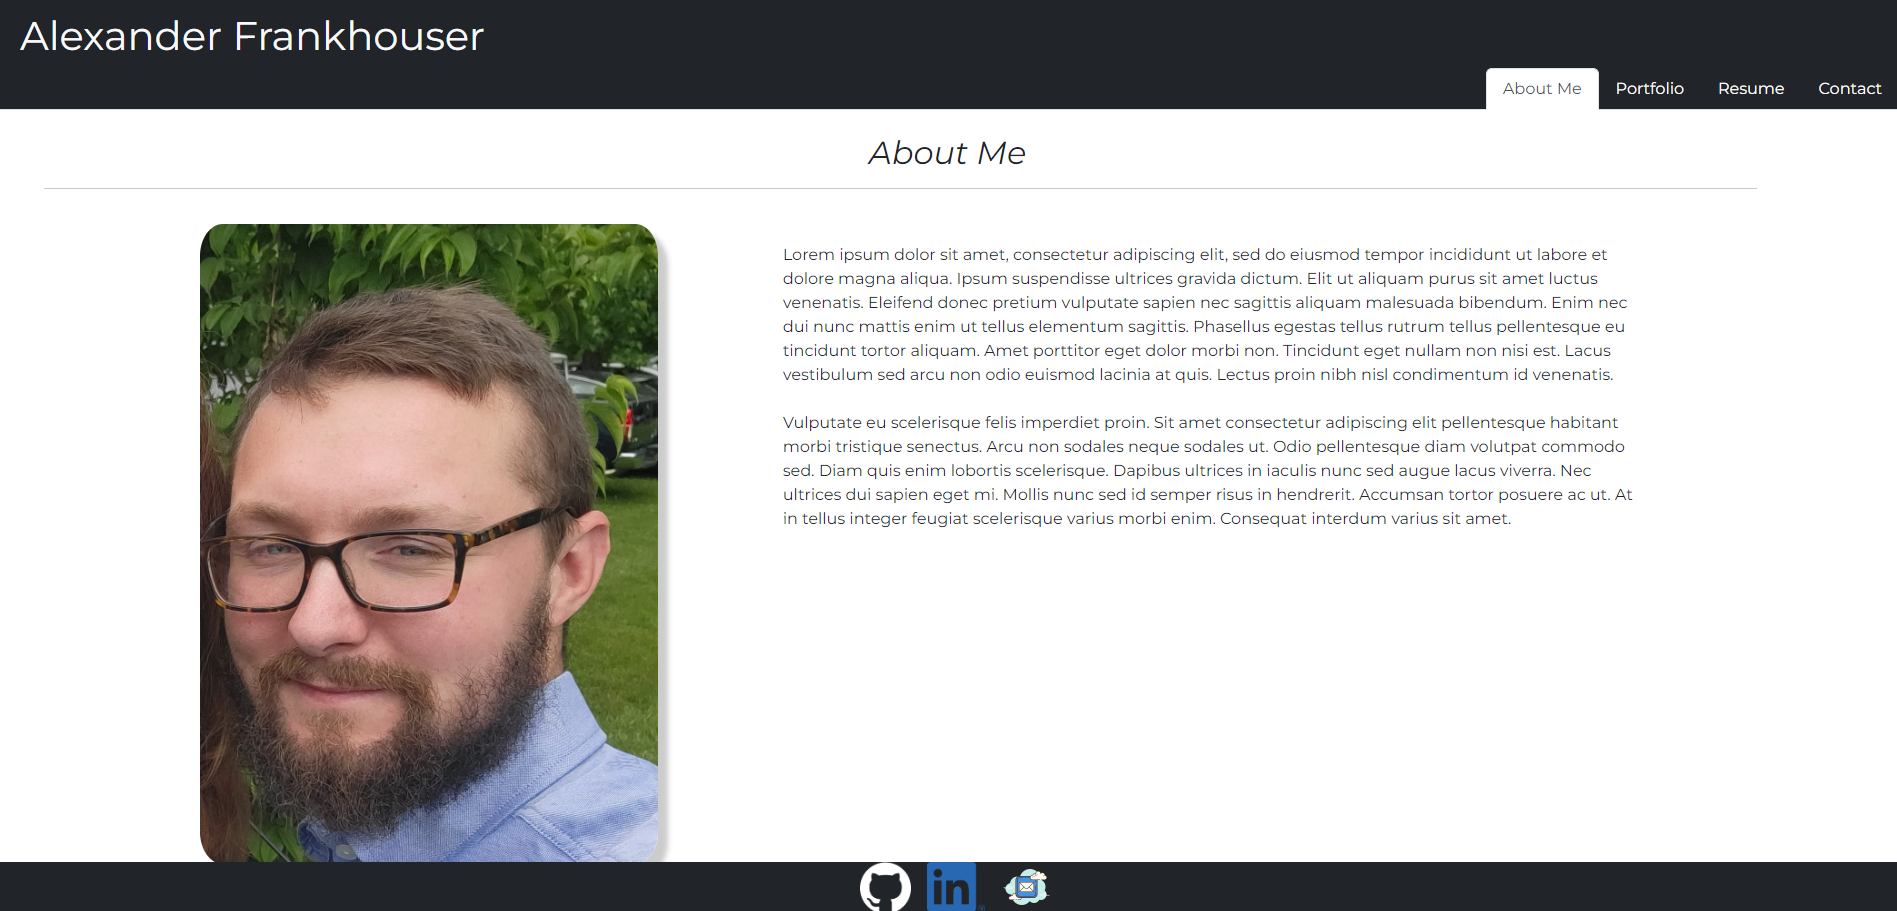 Alexander Frankhouser
About Me
Portfolio
Resume
Contact
About Me
Lorem ipsum dolor sit amet, consectetur adipiscing elit, sed do eiusmod tempor incididunt ut labore et
dolore magna aliqua. Ipsum suspendisse ultrices gravida dictum. Elit ut aliquam purus sit amet luctus
venenatis. Eleifend donec pretium vulputate sapien nec sagittis aliquam malesuada bibendum. Enim nec
dui nunc mattis enim ut tellus elementum sagittis. Phasellus egestas tellus rutrum tellus pellentesque eu
tincidunt tortor aliquam. Amet porttitor eget dolor morbi non. Tincidunt eget nullam non nisi est. Lacus
vestibulum sed arcu non odio euismod lacinia at quis. Lectus proin nibh nisl condimentum id venenatis.
Vulputate eu scelerisque felis imperdiet proin. Sit amet consectetur adipiscing elit pellentesque habitant
morbi tristique senectus. Arcu non sodales neque sodales ut. Odio pellentesque diam volutpat commodo
sed. Diam quis enim lobortis scelerisque. Dapibus ultrices in iaculis nunc sed augue lacus viverra. Nec
ultrices dui sapien eget mi. Mollis nunc sed id semper risus in hendrerit. Accumsan tortor posuere ac ut. At
in tellus integer feugiat scelerisque varius morbi enim. Consequat interdum varius sit amet.
in